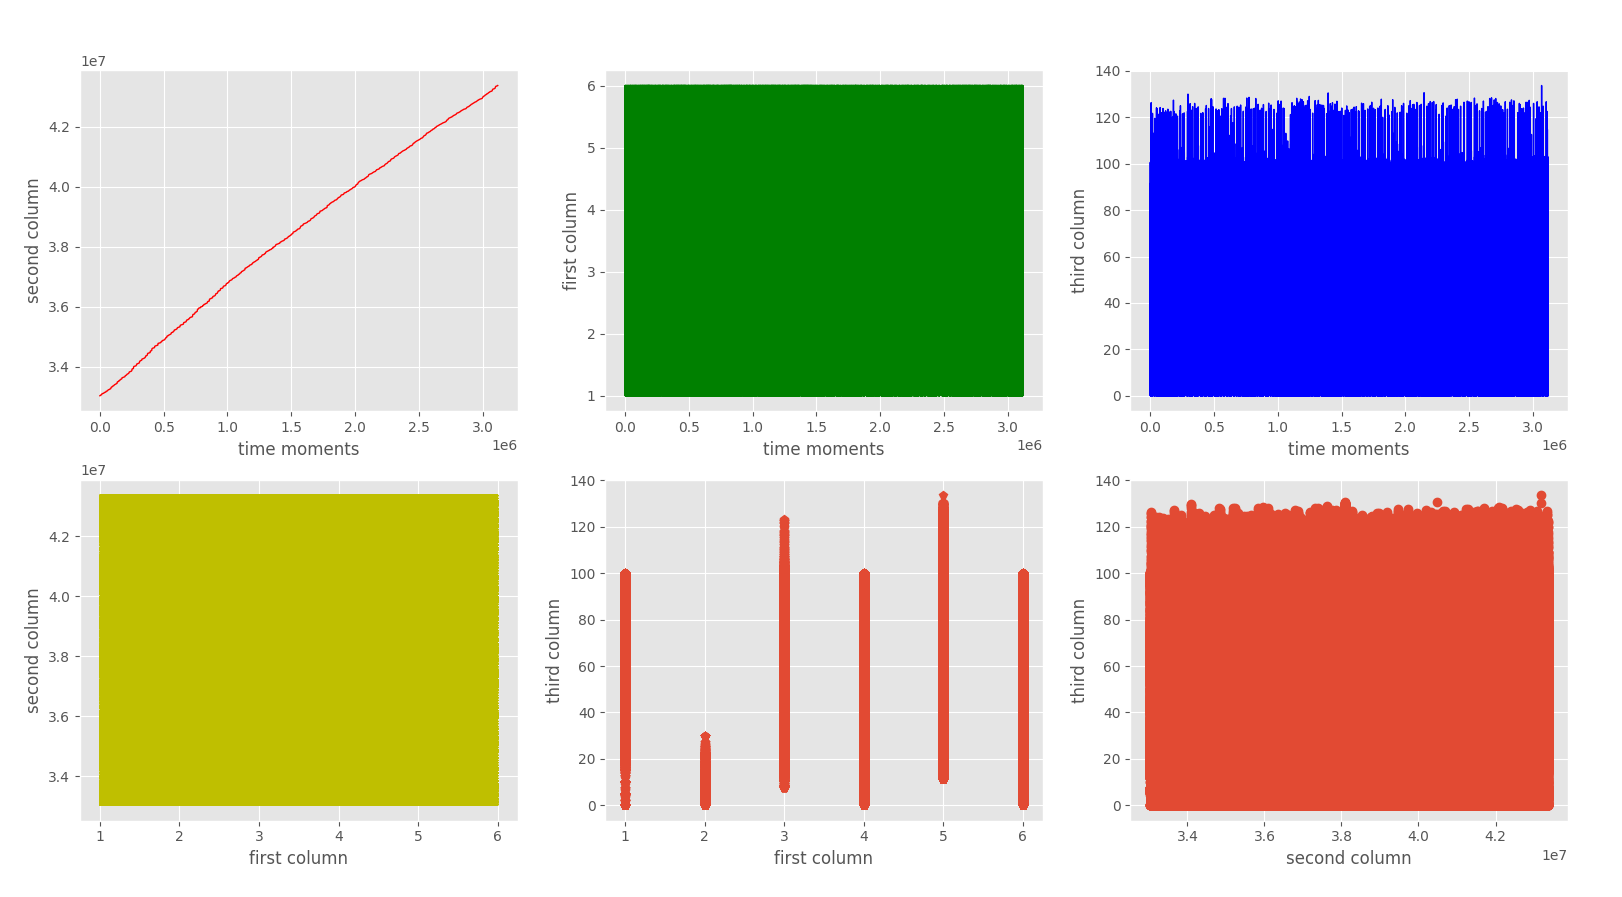 1e7
4.2
4.0
3.8
3.6
3.4
second column
0.0 0.5 1.0 1.5 2.0 2.5 3.0
1e6
time moments
6
5
4
3
2
1
first column
0.0 0.5 1.0 1.5 2.0 2.5 3.0
1e6
time moments
140
120
100
80
60
40
20
0
third column
0.0 0.5 1.0 1.5 2.0 2.5 3.0
1e6
time moments
1e7
4.2
4.0
3.8
3.6
3.4
second column
1 2 3 4 5 6
first column
140
120
100
80
60
40
20
0
third column
1 2 3 4 5 6
first column
140
120
100
80
60
40
20
0
third column
3.4 3.6 3.8 4.0 4.2
1e7
second column